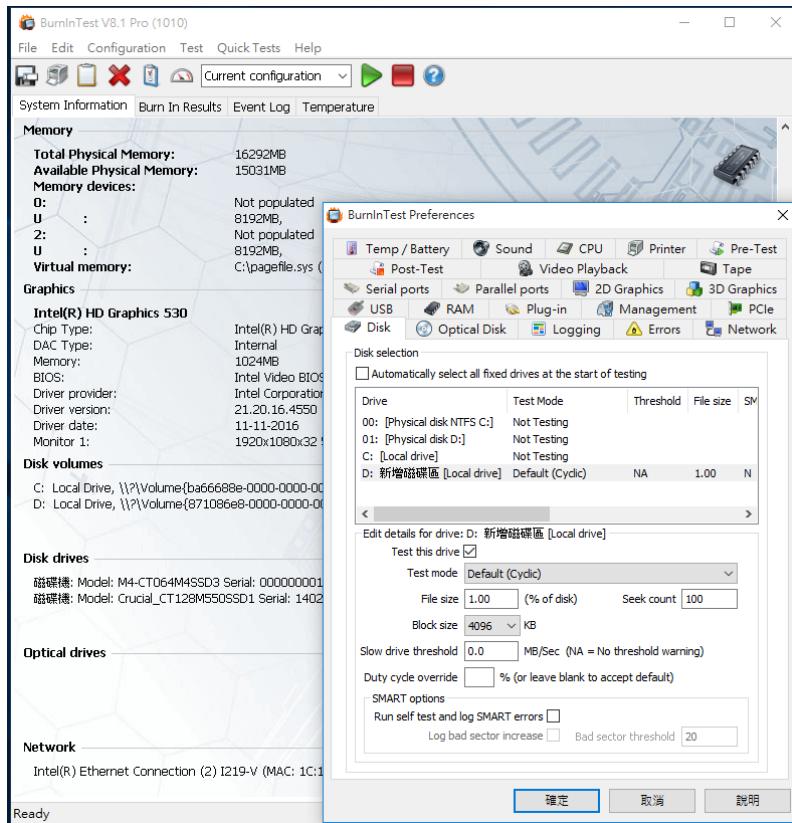 BurnInTest V8.1 Pro (1010)
File Edit Configuration Test Quick Tests Help
Current configuration
System Information Burn In Results Event Log Temperature
Memory
Total Physical Memory: 16292MB
Available Physical Memory: 15031MB
Memory devices:
0: Not populated
U : 8192MB,
2: Not populated
U : 8192MB,
Virtual memory: C:\pagefile.sys (
Graphics
Intel(R) HD Graphics 530
Chip Type: Intel(R) HD Grap
DAC Type: Internal
Memory: 1024MB
BIOS: Intel Video BIOS
Driver provider: Intel Corporation
Driver version: 21.20.16.4550
Driver date: 11-11-2016
Monitor 1: 1920x1080x32
Disk volumes
C: Local Drive, \\?\Volume{ba66688e-0000-0000-00
D: Local Drive, \\?\Volume{871086e8-0000-0000-00
Disk drives
磁碟機: Model: M4-CT064M4SSD3 Serial: 000000001
磁碟機: Model: Crucial_CT128M550SSD1 Serial: 1402
Optical drives
Network
Intel(R) Ethernet Connection (2) I219-V (MAC: 1C:1
Ready
BurnInTest Preferences
Temp / Battery Sound CPU Printer Pre-Test
Post-Test Video Playback Tape
Serial ports Parallel ports 2D Graphics 3D Graphics
USB RAM Plug-in Management PCIe
Disk Optical Disk Logging Errors Network
Disk selection
Automatically select all fixed drives at the start of testing
Drive Test Mode Threshold File size SM
00: [Physical disk NTFS C:] Not Testing
01: [Physical disk D:] Not Testing
C: [Local drive] Not Testing
D: 新增磁碟區 [Local drive] Default (Cyclic) NA 1.00 N
Edit details for drive: D: 新增磁碟區 [Local drive]
Test this drive
Test mode Default (Cyclic)
File size 1.00 (% of disk) Seek count 100
Block size 4096 KB
Slow drive threshold 0.0 MB/Sec (NA = No threshold warning)
Duty cycle override % (or leave blank to accept default)
SMART options
Run self test and log SMART errors
Log bad sector increase Bad sector threshold 20
確定 取消 說明